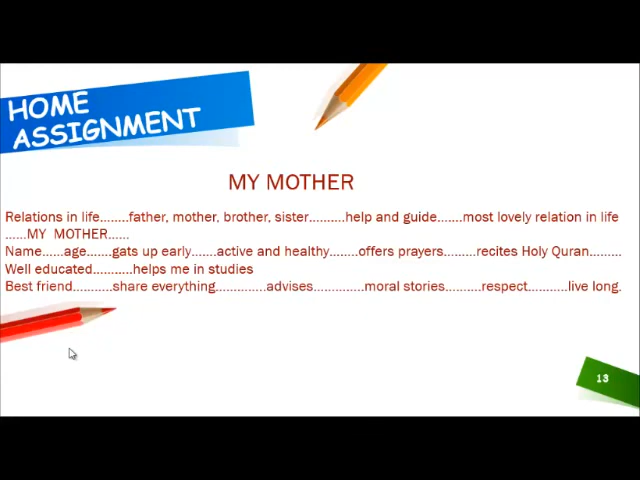 HOME
ASSIGNMENT
MY MOTHER
Relations in life........father, mother, brother, sister..........help and guide.......most lovely relation in life
......MY MOTHER......
Name......age.......gats up early.......active and healthy........offers prayers.........recites Holy Quran.........
Well educated...........helps me in studies
Best friend...........share everything..............advises..............moral stories..........respect...........live long.
13